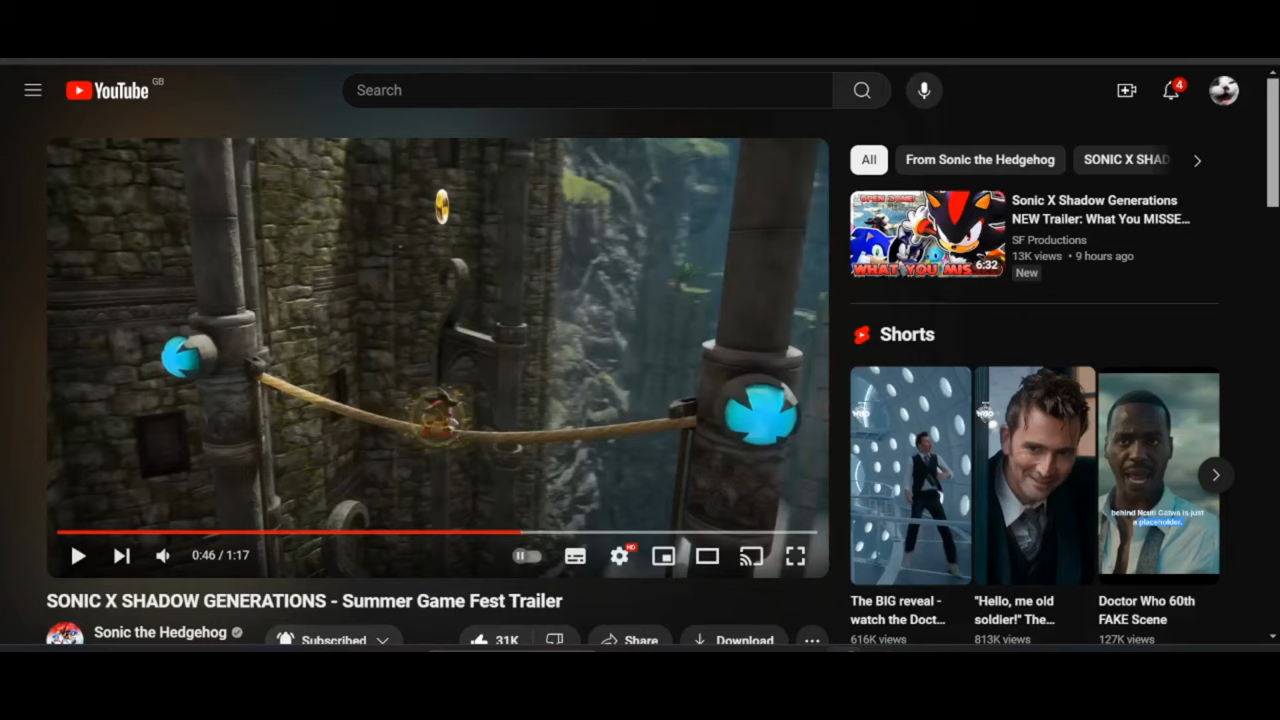 YouTube GB
Search
4
All
From Sonic the Hedgehog
SONIC X SHAD
WHAT YOU MIS
6:32
Sonic X Shadow Generations
NEW Trailer: What You MISSE...
SF Productions
13K views • 9 hours ago
New
Shorts
behind Ncuti Gatwa is just
a placeholder.
The BIG reveal -
watch the Doct...
616K views
"Hello, me old
soldier!" The...
813K views
Doctor Who 60th
FAKE Scene
127K views
0:46 / 1:17
HD
SONIC X SHADOW GENERATIONS - Summer Game Fest Trailer
Sonic the Hedgehog
Subscribed
31K
Share
Download